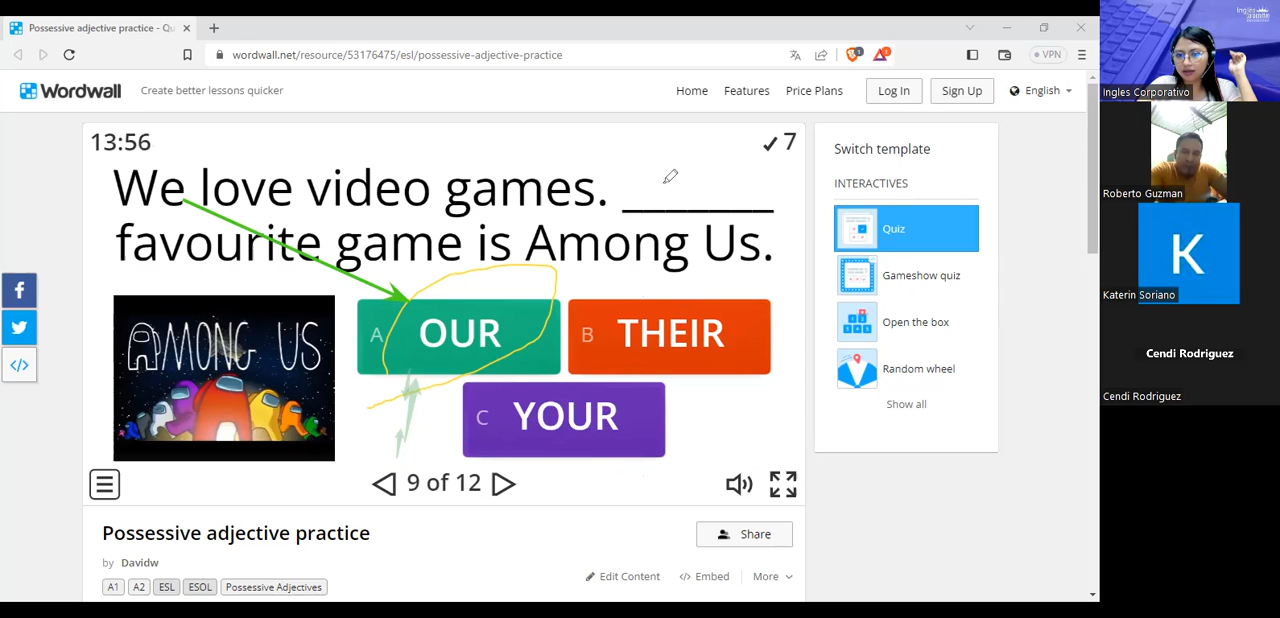 Possessive adjective practice - Qu
wordwall.net/resource/53176475/esl/possessive-adjective-practice
1
1
VPN
Wordwall
Create better lessons quicker
Home
Features
Price Plans
Log In
Sign Up
English
13:56
7
We love video games. _______
favourite game is Among Us.
AMONG US
A OUR
B THEIR
C YOUR
9 of 12
Possessive adjective practice
Share
by Davidw
Edit Content
Embed
More
A1
A2
ESL
ESOL
Possessive Adjectives
Switch template
INTERACTIVES
Quiz
Gameshow quiz
Open the box
Random wheel
Show all
Ingles Corporativo
Roberto Guzman
K
Katerin Soriano
Cendi Rodriguez
Cendi Rodriguez